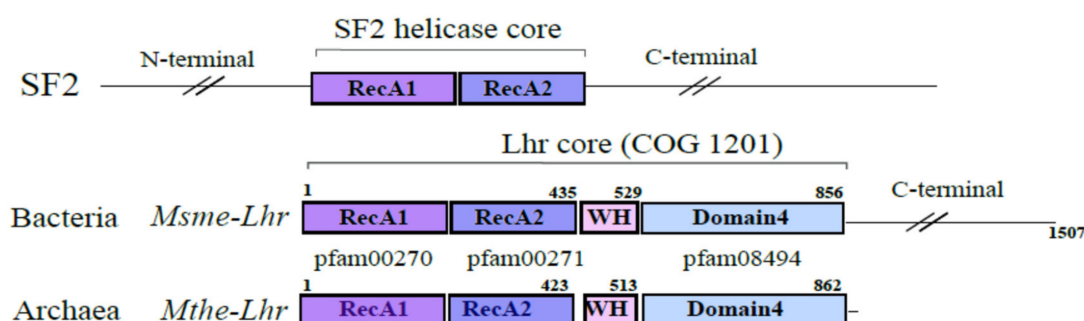 SF2 helicase core
N-terminal
C-terminal
SF2
RecA1
RecA2
Lhr core (COG 1201)
1
435
529
856
C-terminal
Bacteria
Msme-Lhr
RecA1
RecA2
WH
Domain4
1507
pfam00270
pfam00271
pfam08494
1
423
513
862
Archaea
Mthe-Lhr
RecA1
RecA2
WH
Domain4